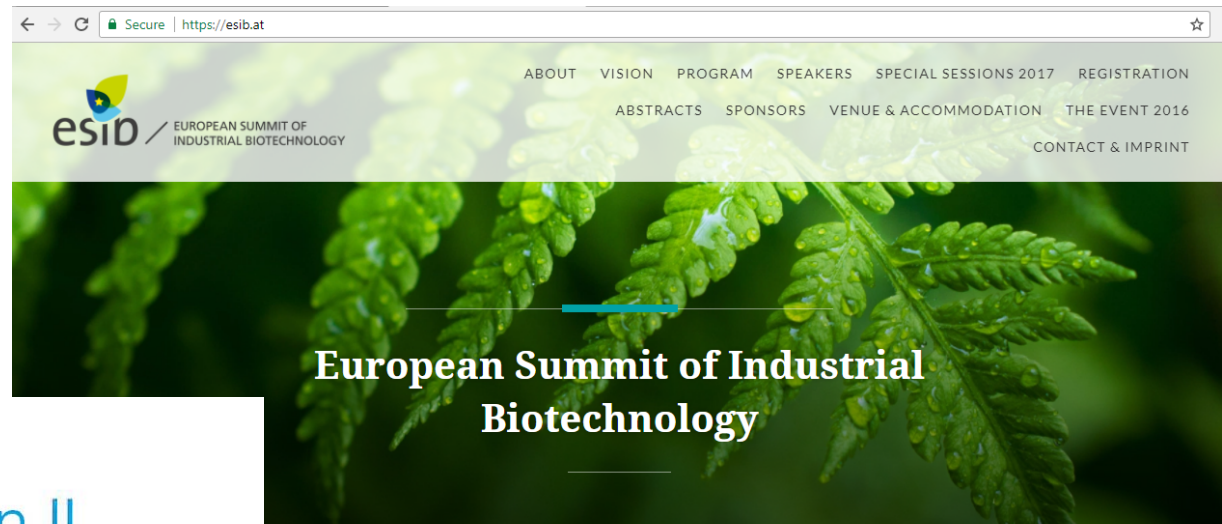 Secure | https://esib.at
ABOUT VISION PROGRAM SPEAKERS SPECIAL SESSIONS 2017 REGISTRATION
ABSTRACTS SPONSORS VENUE & ACCOMMODATION THE EVENT 2016
CONTACT & IMPRINT
esib / EUROPEAN SUMMIT OF
INDUSTRIAL BIOTECHNOLOGY
European Summit of Industrial
Biotechnology